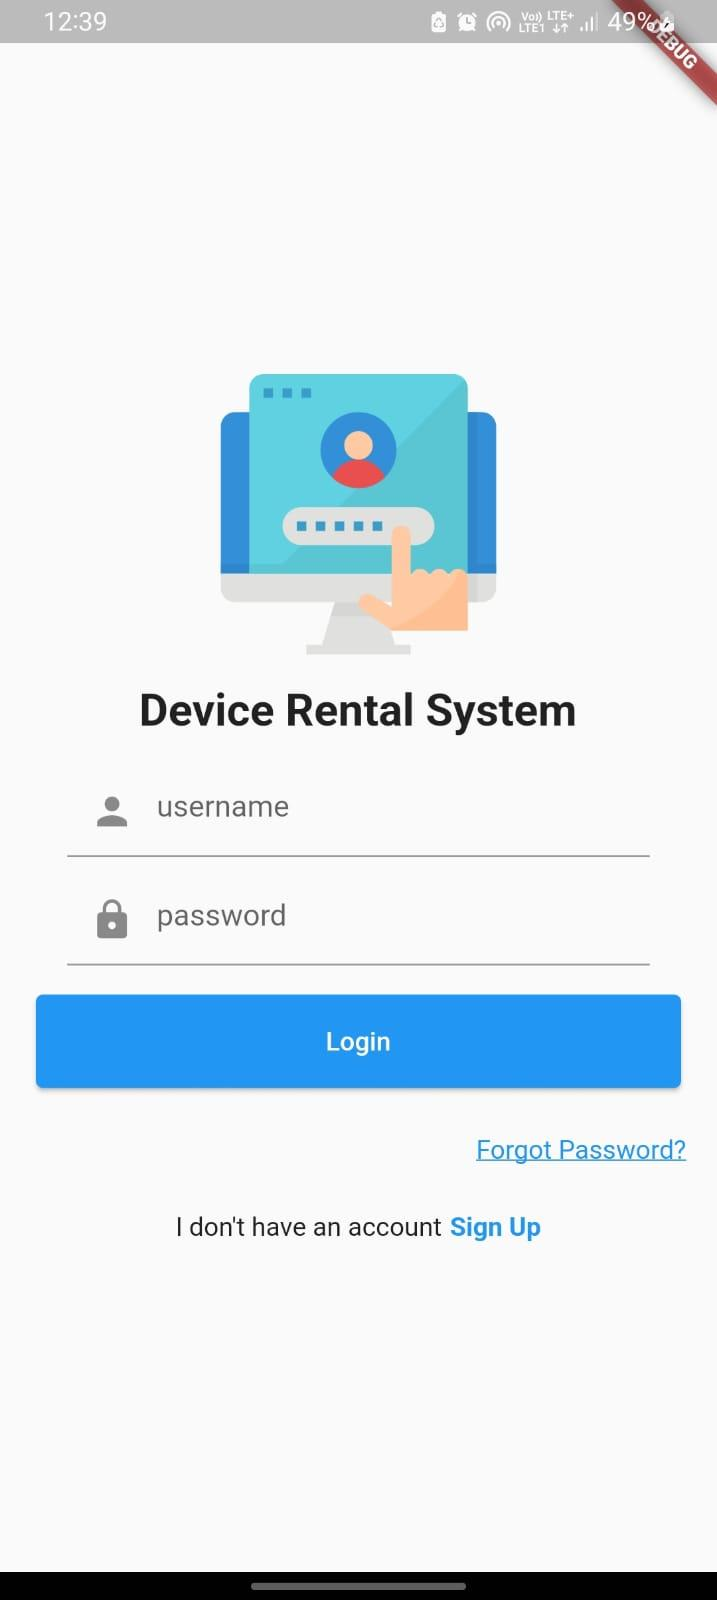 12:39
Vo)) LTE+
LTE1
49%
DEBUG
Device Rental System
username
password
Login
Forgot Password?
I don't have an account Sign Up